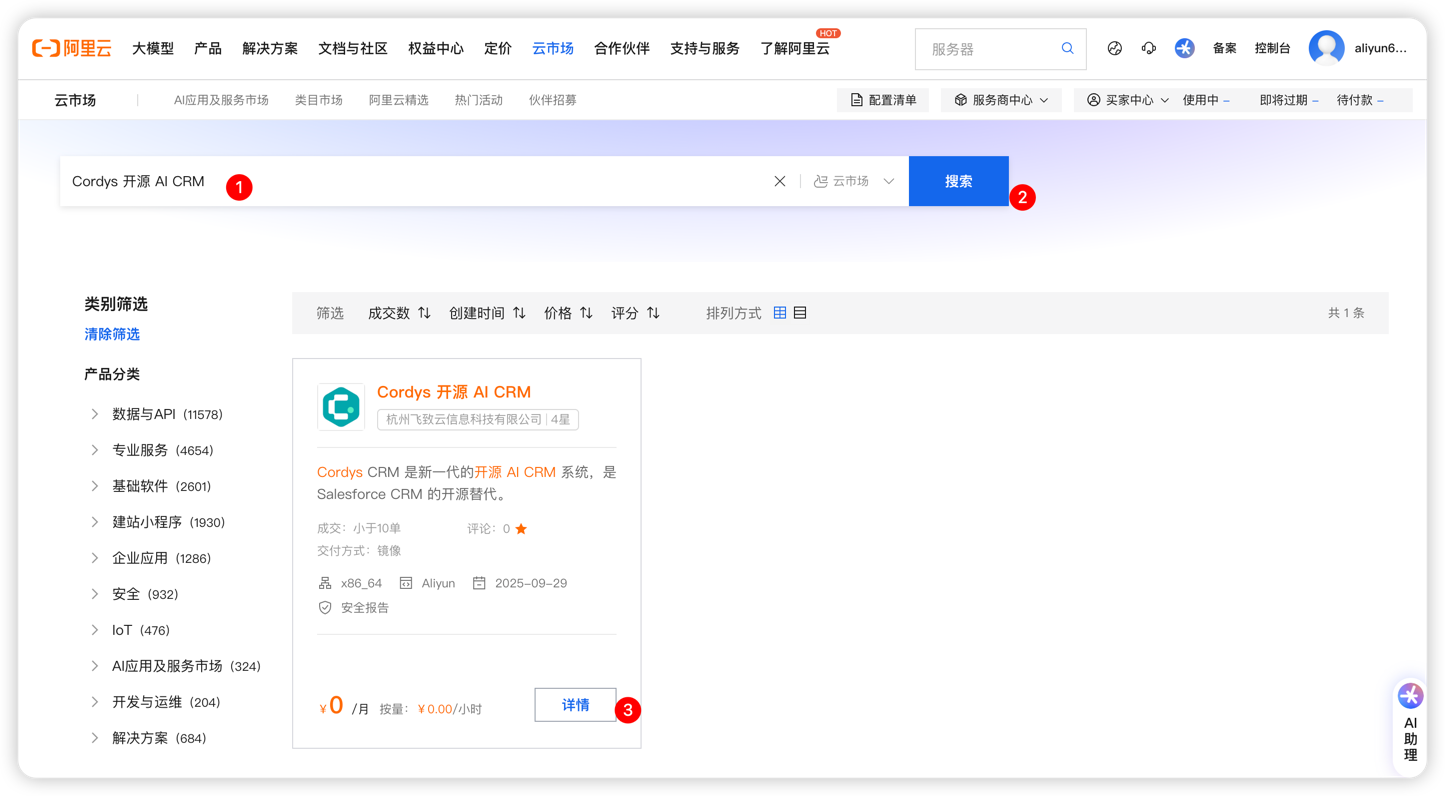 阿里云 大模型 产品 解决方案 文档与社区 权益中心 定价 云市场 合作伙伴 支持与服务 了解阿里云 HOT 服务器 备案 控制台 aliyun6...
云市场 AI应用及服务市场 类目市场 阿里云精选 热门活动 伙伴招募 配置清单 服务商中心 买家中心 使用中 – 即将过期 – 待付款 –
Cordys 开源 AI CRM 1 云市场 搜索 2
类别筛选
清除筛选
产品分类
数据与API (11578)
专业服务 (4654)
基础软件 (2601)
建站小程序 (1930)
企业应用 (1286)
安全 (932)
IoT (476)
AI应用及服务市场 (324)
开发与运维 (204)
解决方案 (684)
筛选 成交数 创建时间 价格 评分 排列方式 共 1 条
Cordys 开源 AI CRM
杭州飞致云信息科技有限公司 | 4星
Cordys CRM 是新一代的开源 AI CRM 系统，是
Salesforce CRM 的开源替代。
成交：小于10单 评论：0
交付方式：镜像
x86_64 Aliyun 2025-09-29
安全报告
¥0 /月 按量：¥0.00/小时 详情 3
AI
助
理